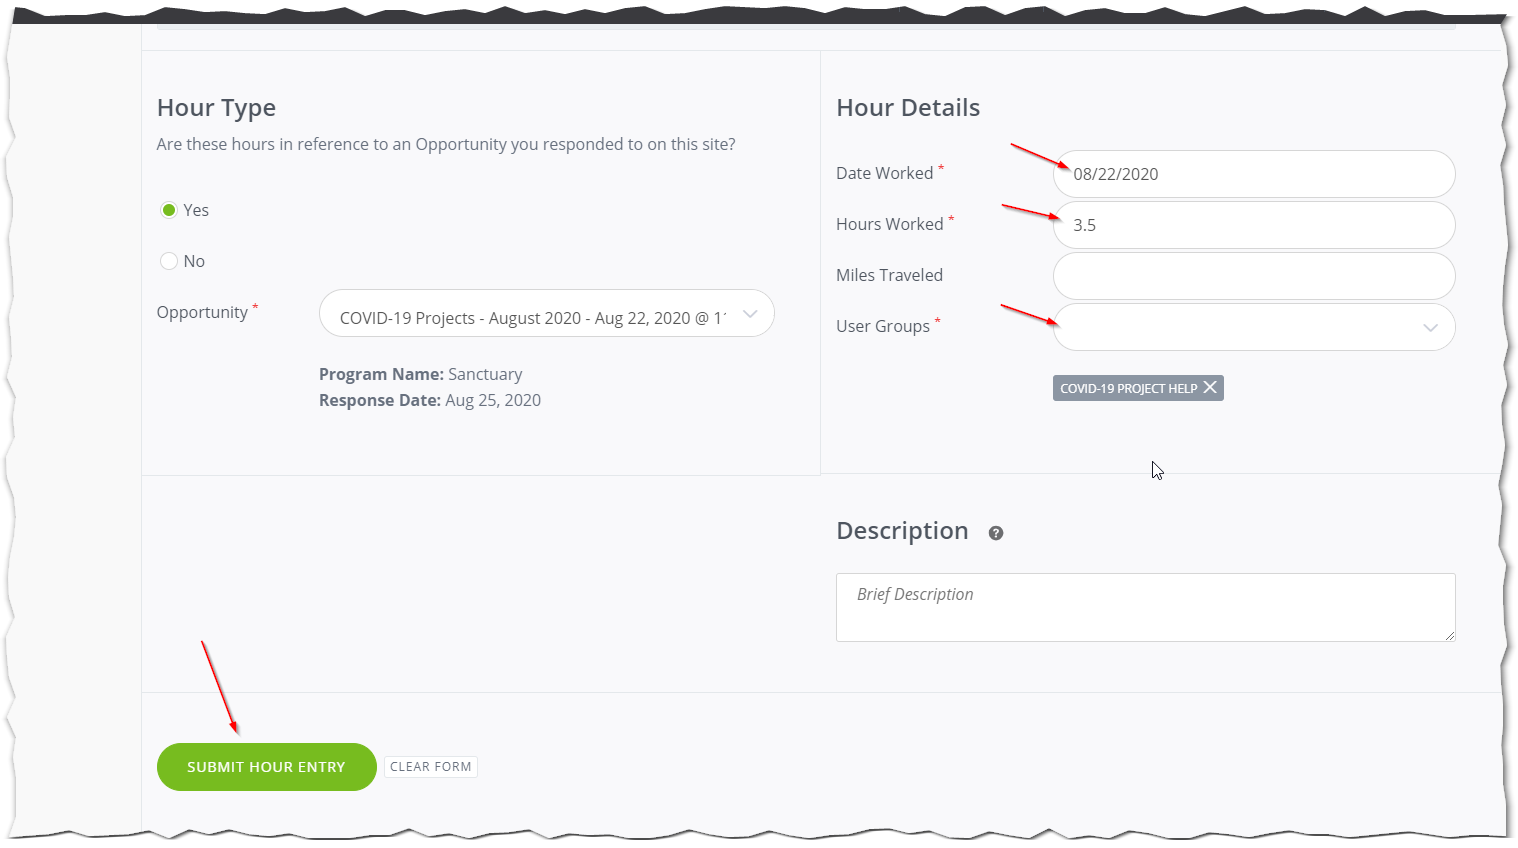 Hour Type
Are these hours in reference to an Opportunity you responded to on this site?
Yes
No
Opportunity *
COVID-19 Projects - August 2020 - Aug 22, 2020 @ 1
Program Name: Sanctuary
Response Date: Aug 25, 2020
Hour Details
Date Worked *
08/22/2020
Hours Worked *
3.5
Miles Traveled
User Groups *
COVID-19 PROJECT HELP
Description ?
Brief Description
SUBMIT HOUR ENTRY
CLEAR FORM